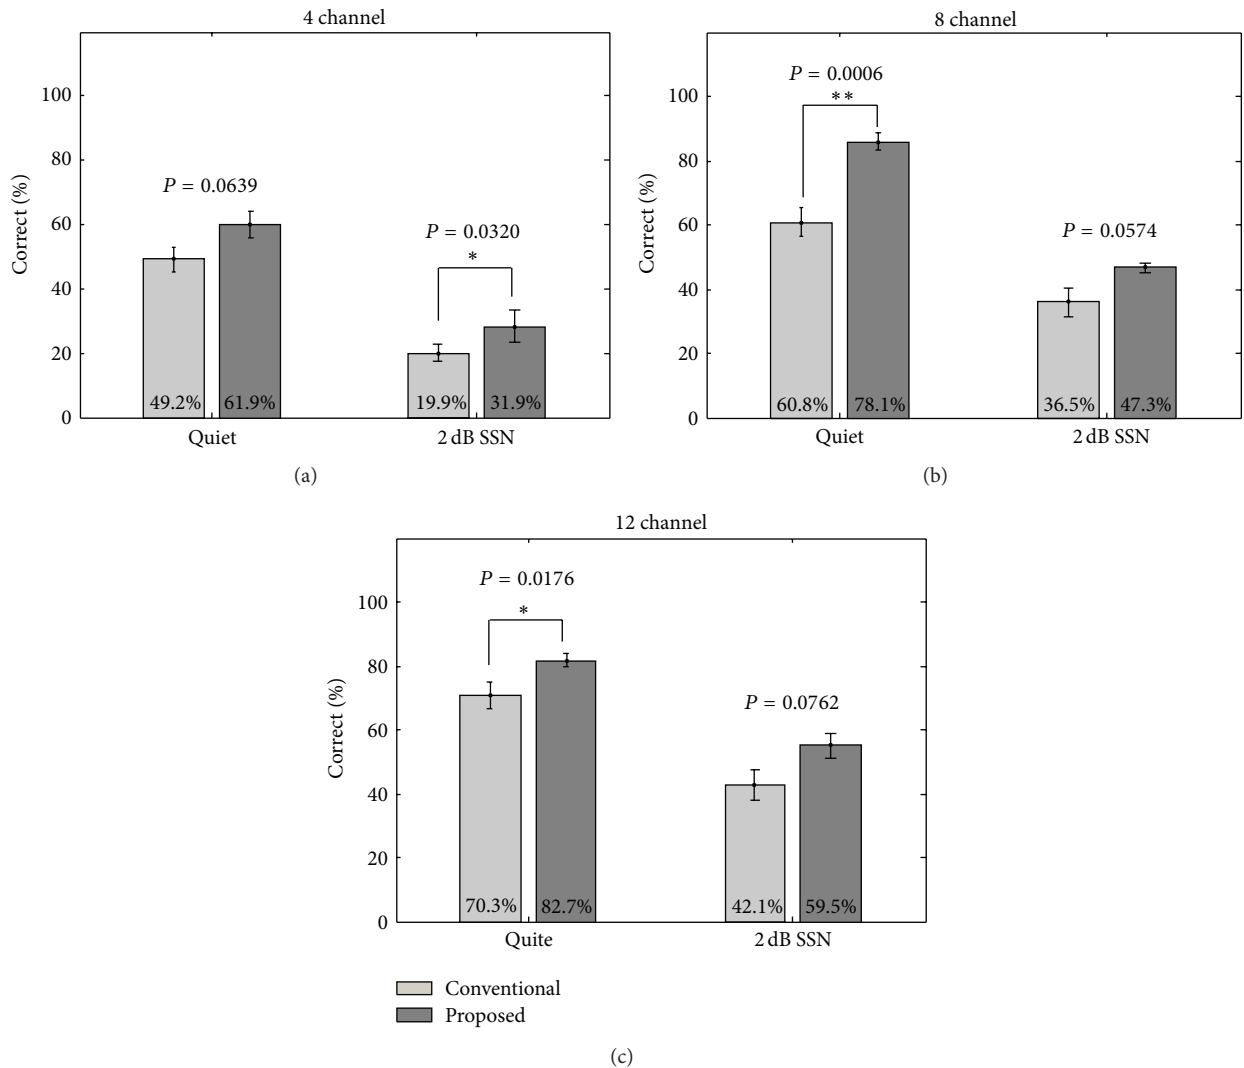 4 channel
P = 0.0639
P = 0.0320
*
Correct (%)
100
80
60
40
20
0
49.2% 61.9% 19.9% 31.9%
Quiet 2 dB SSN
(a)
8 channel
P = 0.0006
**
P = 0.0574
Correct (%)
100
80
60
40
20
0
60.8% 78.1% 36.5% 47.3%
Quiet 2 dB SSN
(b)
12 channel
P = 0.0176
*
P = 0.0762
Correct (%)
100
80
60
40
20
0
70.3% 82.7% 42.1% 59.5%
Quite 2 dB SSN
Conventional
Proposed
(c)